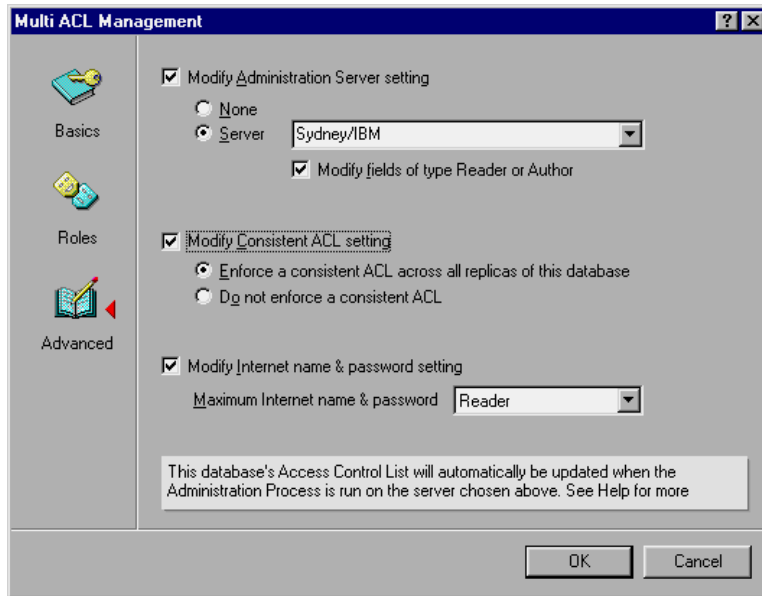 Multi ACL Management
Basics
Roles
Advanced
Modify Administration Server setting
None
Server Sydney/IBM
Modify fields of type Reader or Author
Modify Consistent ACL setting
Enforce a consistent ACL across all replicas of this database
Do not enforce a consistent ACL
Modify Internet name & password setting
Maximum Internet name & password Reader
This database's Access Control List will automatically be updated when the
Administration Process is run on the server chosen above. See Help for more
OK Cancel